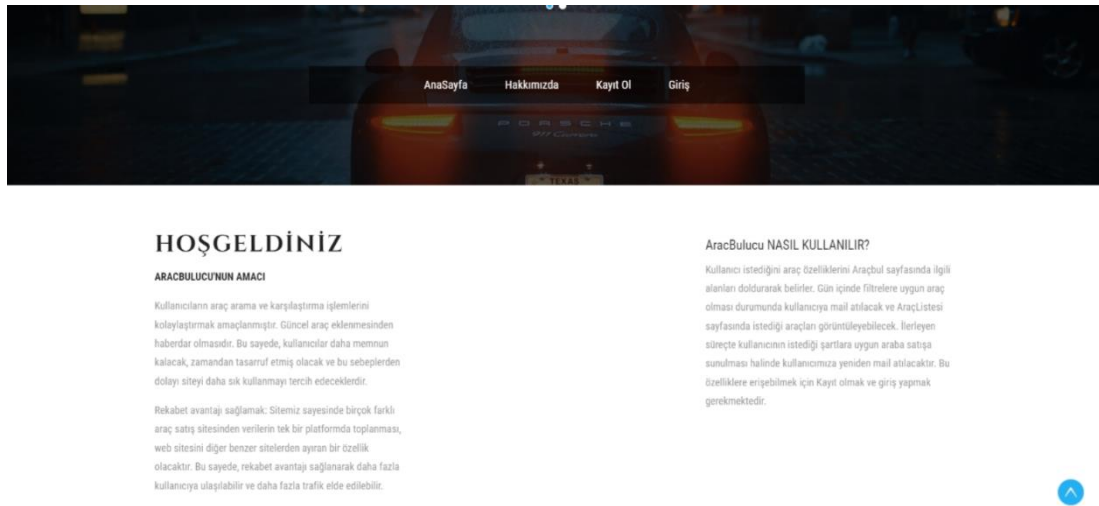 AnaSayfa
Hakkımızda
Kayıt Ol
Giriş
PORSCHE
911 Carrera
TEXAS
HOŞGELDİNİZ
ARACBULUCU'NUN AMACI
Kullanıcıların araç arama ve karşılaştırma işlemlerini
kolaylaştırmak amaçlanmıştır. Güncel araç eklenmesinden
haberdar olmasıdır. Bu sayede, kullanıcılar daha memnun
kalacak, zamandan tasarruf etmiş olacak ve bu sebeplerden
dolayı siteyi daha sık kullanmayı tercih edeceklerdir.
Rekabet avantajı sağlamak: Sitemiz sayesinde birçok farklı
araç satış sitesinden verilerin tek bir platformda toplanması,
web sitesini diğer benzer sitelerden ayıran bir özellik
olacaktır. Bu sayede, rekabet avantajı sağlanarak daha fazla
kullanıcıya ulaşılabilir ve daha fazla trafik elde edilebilir.
AracBulucu NASIL KULLANILIR?
Kullanıcı istediğini araç özelliklerini Araçbul sayfasında ilgili
alanları doldurarak belirler. Gün içinde filtrelere uygun araç
olması durumunda kullanıcıya mail atılacak ve AraçListesi
sayfasında istediği araçları görüntüleyebilecek. İlerleyen
süreçte kullanıcının istediği şartlara uygun araba satışa
sunulması halinde kullanıcımıza yeniden mail atılacaktır. Bu
özelliklere erişebilmek için Kayıt olmak ve giriş yapmak
gerekmektedir.